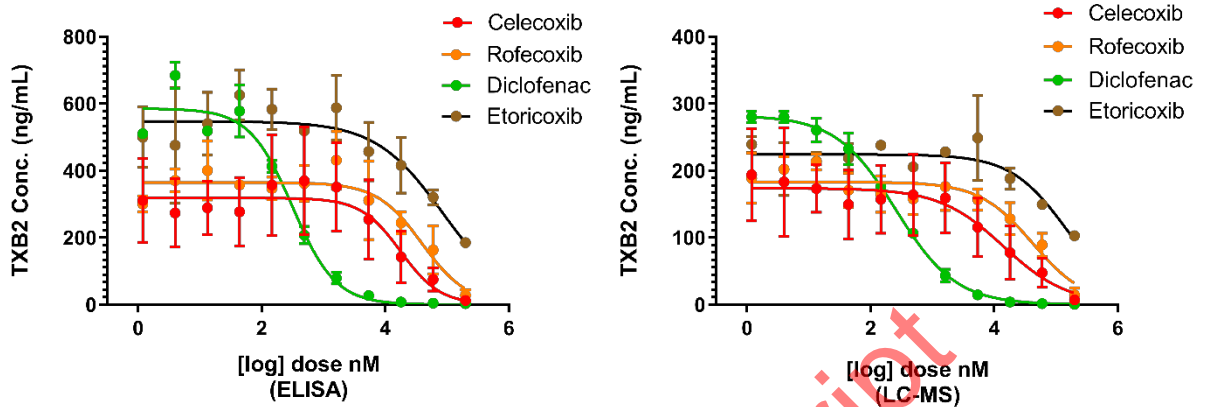 Celecoxib
Rofecoxib
Diclofenac
Etoricoxib
TXB2 Conc. (ng/mL)
800
600
400
200
0
0
2
4
6
[log] dose nM
(ELISA)
Celecoxib
Rofecoxib
Diclofenac
Etoricoxib
TXB2 Conc. (ng/mL)
400
300
200
100
0
0
2
4
6
[log] dose nM
(LC-MS)